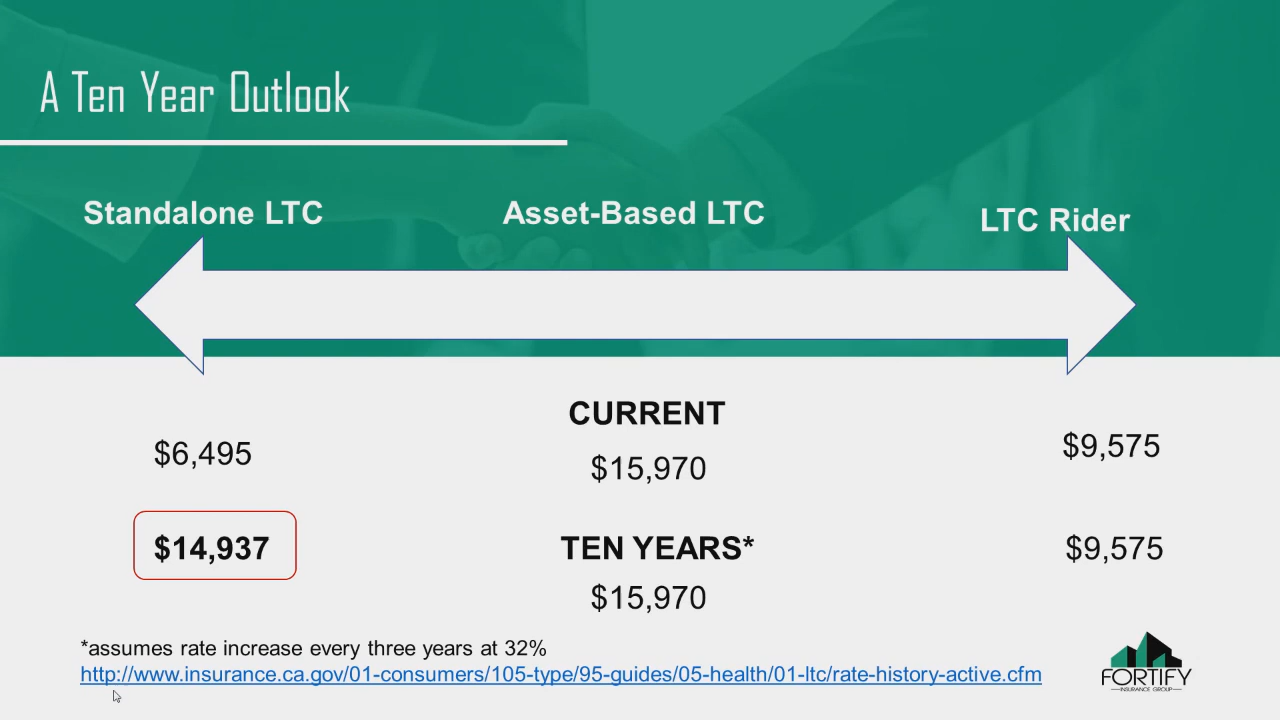 A Ten Year Outlook
Standalone LTC
Asset-Based LTC
LTC Rider
CURRENT
$6,495
$15,970
$9,575
$14,937
TEN YEARS*
$9,575
$15,970
*assumes rate increase every three years at 32%
http://www.insurance.ca.gov/01-consumers/105-type/95-guides/05-health/01-ltc/rate-history-active.cfm
FORTIFY
INSURANCE GROUP